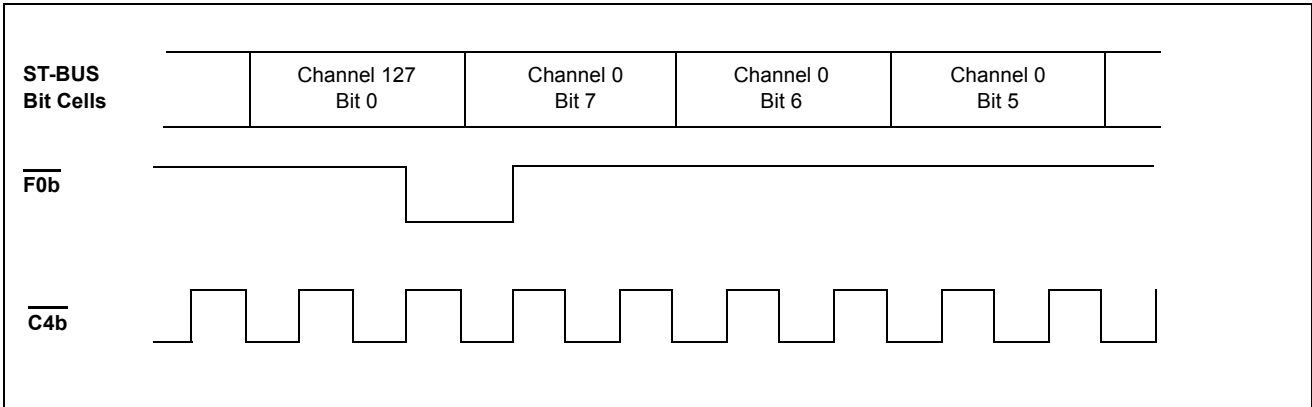 ST-BUS
Bit Cells
Channel 127
Bit 0
Channel 0
Bit 7
Channel 0
Bit 6
Channel 0
Bit 5
F0b
C4b